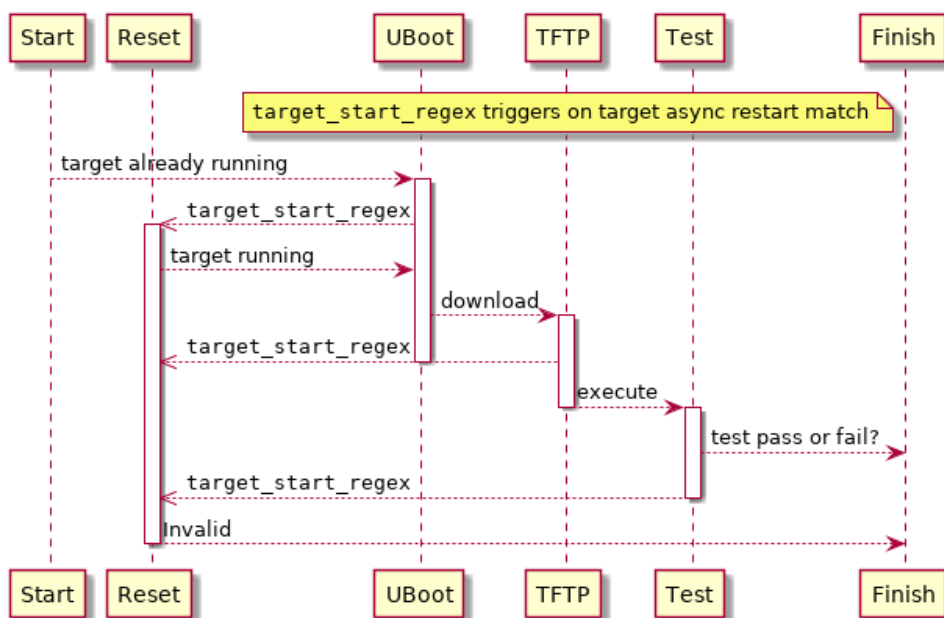 Start Reset UBoot TFTP Test Finish
target_start_regex triggers on target async restart match
target already running
target_start_regex
target running
download
target_start_regex
execute
test pass or fail?
target_start_regex
Invalid
Start Reset UBoot TFTP Test Finish